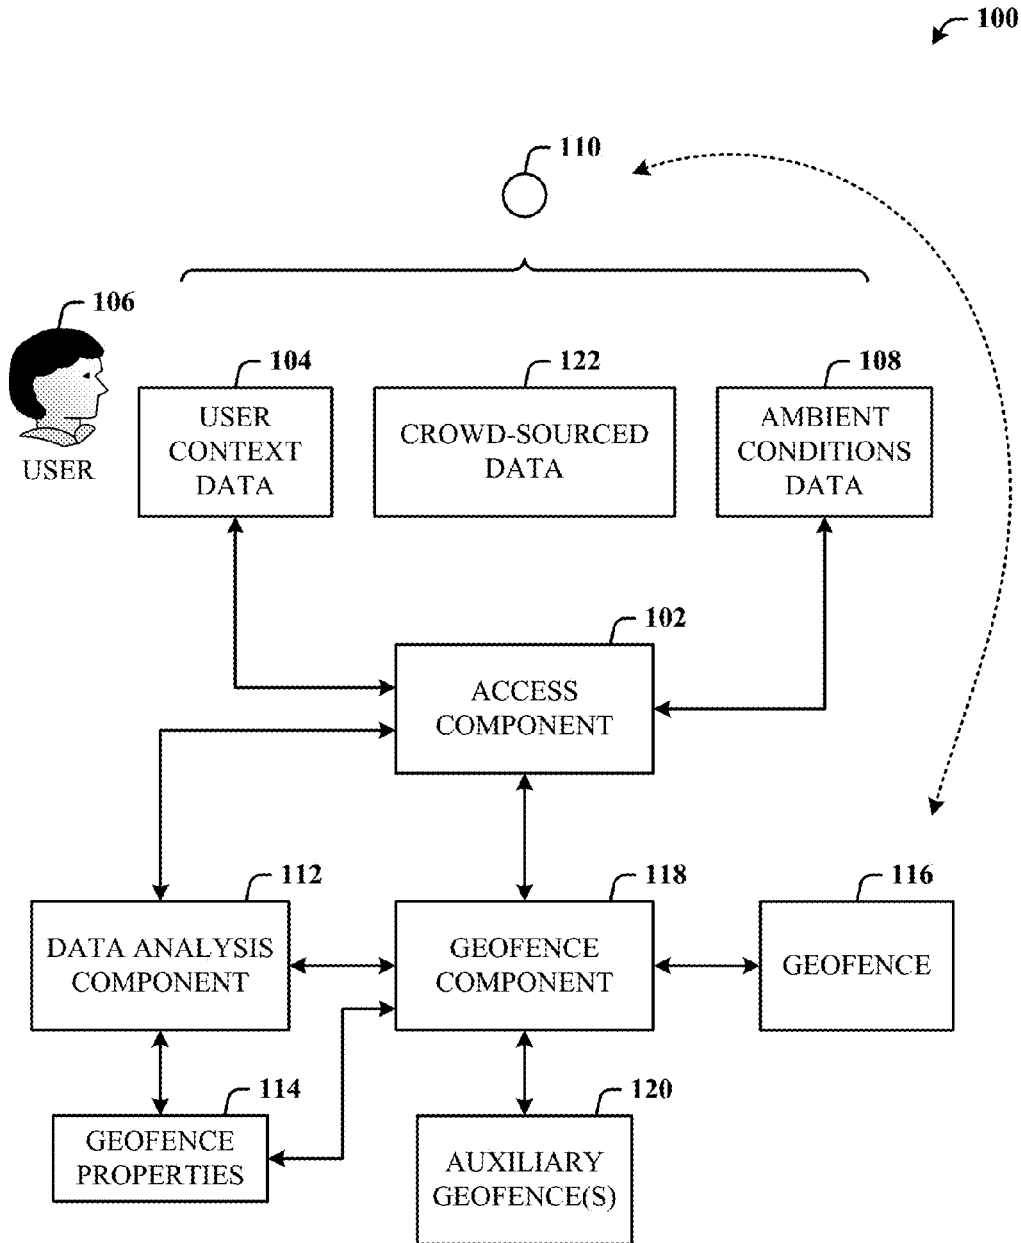 100
110
106
USER
104
USER
CONTEXT
DATA
122
CROWD-SOURCED
DATA
108
AMBIENT
CONDITIONS
DATA
102
ACCESS
COMPONENT
112
DATA ANALYSIS
COMPONENT
118
GEOFENCE
COMPONENT
116
GEOFENCE
114
GEOFENCE
PROPERTIES
120
AUXILIARY
GEOFENCE(S)